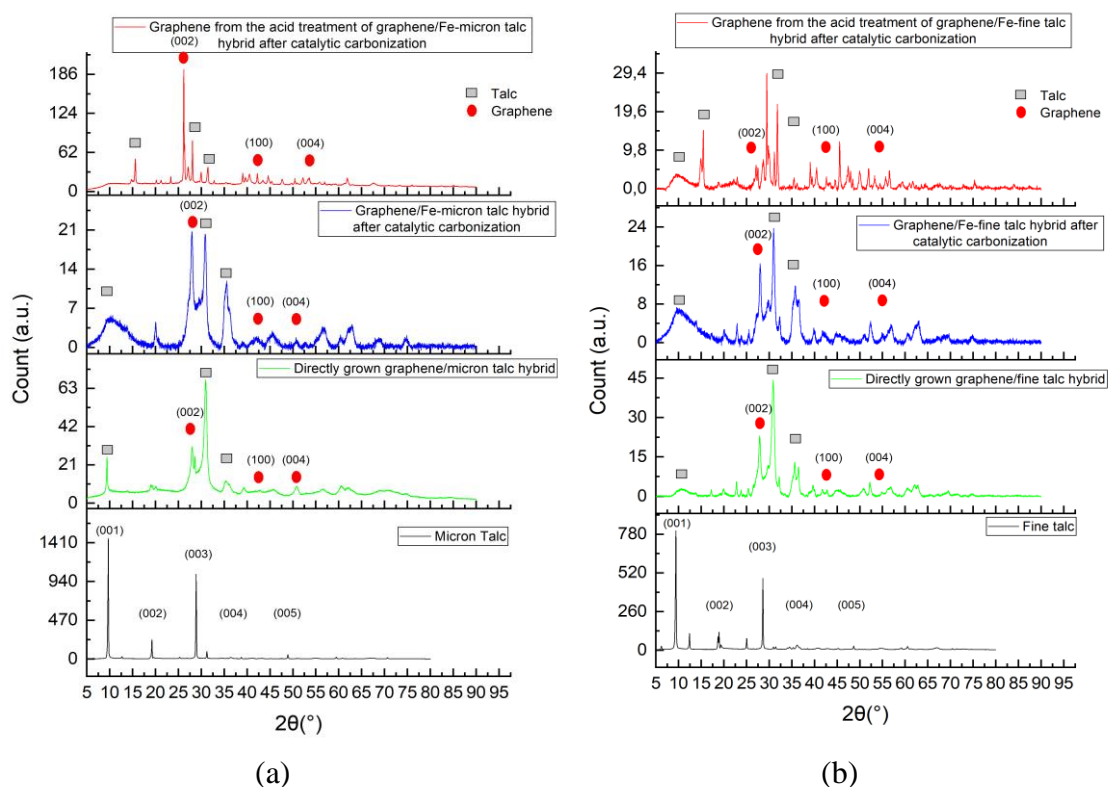 Graphene from the acid treatment of graphene/Fe-micron talc
hybrid after catalytic carbonization
(002)
186
124
62
0
Talc
Graphene
(100)
(004)
Graphene/Fe-micron talc hybrid
after catalytic carbonization
(002)
21
14
7
0
(100)
(004)
Directly grown graphene/micron talc hybrid
(002)
63
42
21
0
(100)
(004)
Micron Talc
(001)
1410
940
470
0
(002)
(003)
(004)
(005)
Count (a.u.)
5 10 15 20 25 30 35 40 45 50 55 60 65 70 75 80 85 90 95
2θ(°)
(a)
Graphene from the acid treatment of graphene/Fe-fine talc
hybrid after catalytic carbonization
29,4
19,6
9,8
0,0
Talc
Graphene
(002)
(100)
(004)
Graphene/Fe-fine talc hybrid after
catalytic carbonization
24
16
8
0
(002)
(100)
(004)
Directly grown graphene/fine talc hybrid
45
30
15
0
(002)
(100)
(004)
Fine talc
(001)
780
520
260
0
(002)
(003)
(004)
(005)
Count (a.u.)
5 10 15 20 25 30 35 40 45 50 55 60 65 70 75 80 85 90 95
2θ(°)
(b)